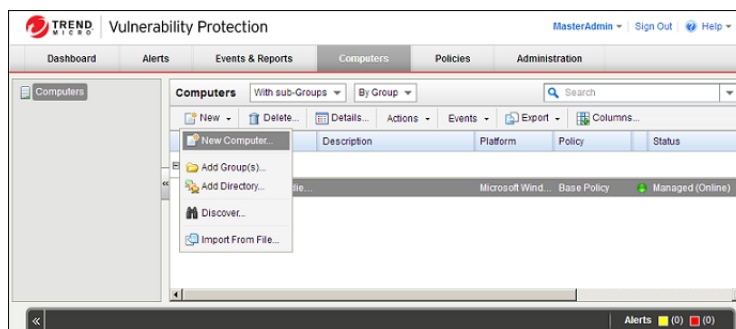 TREND MICRO Vulnerability Protection MasterAdmin Sign Out Help
Dashboard Alerts Events & Reports Computers Policies Administration
Computers
Computers With sub-Groups By Group Search
New Delete... Details... Actions Events Export Columns...
New Computer... Description Platform Policy Status
Add Group(s)...
Add Directory... die... Microsoft Wind... Base Policy Managed (Online)
Discover...
Import From File...
Alerts (0) (0)